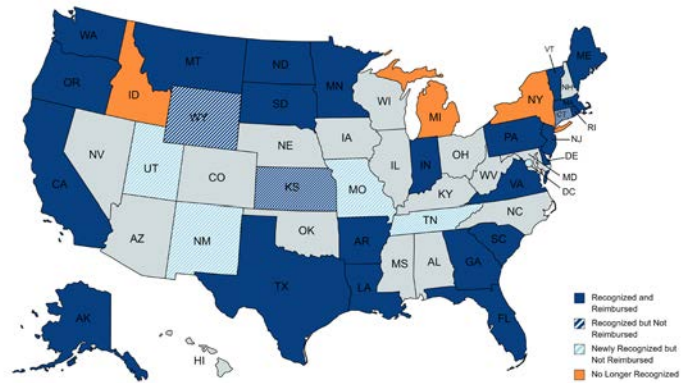 WA
MT
ND
MN
ME
VT
NH
OR
ID
SD
WI
MI
NY
MA
CT
RI
WY
IA
PA
NJ
NE
NV
UT
CO
IL
IN
OH
DE
MD
DC
WV
VA
CA
KS
MO
KY
NC
TN
AZ
NM
OK
AR
SC
MS
AL
GA
TX
LA
FL
AK
HI
Recognized and
Reimbursed
Recognized but Not
Reimbursed
Newly Recognized but
Not Reimbursed
No Longer Recognized